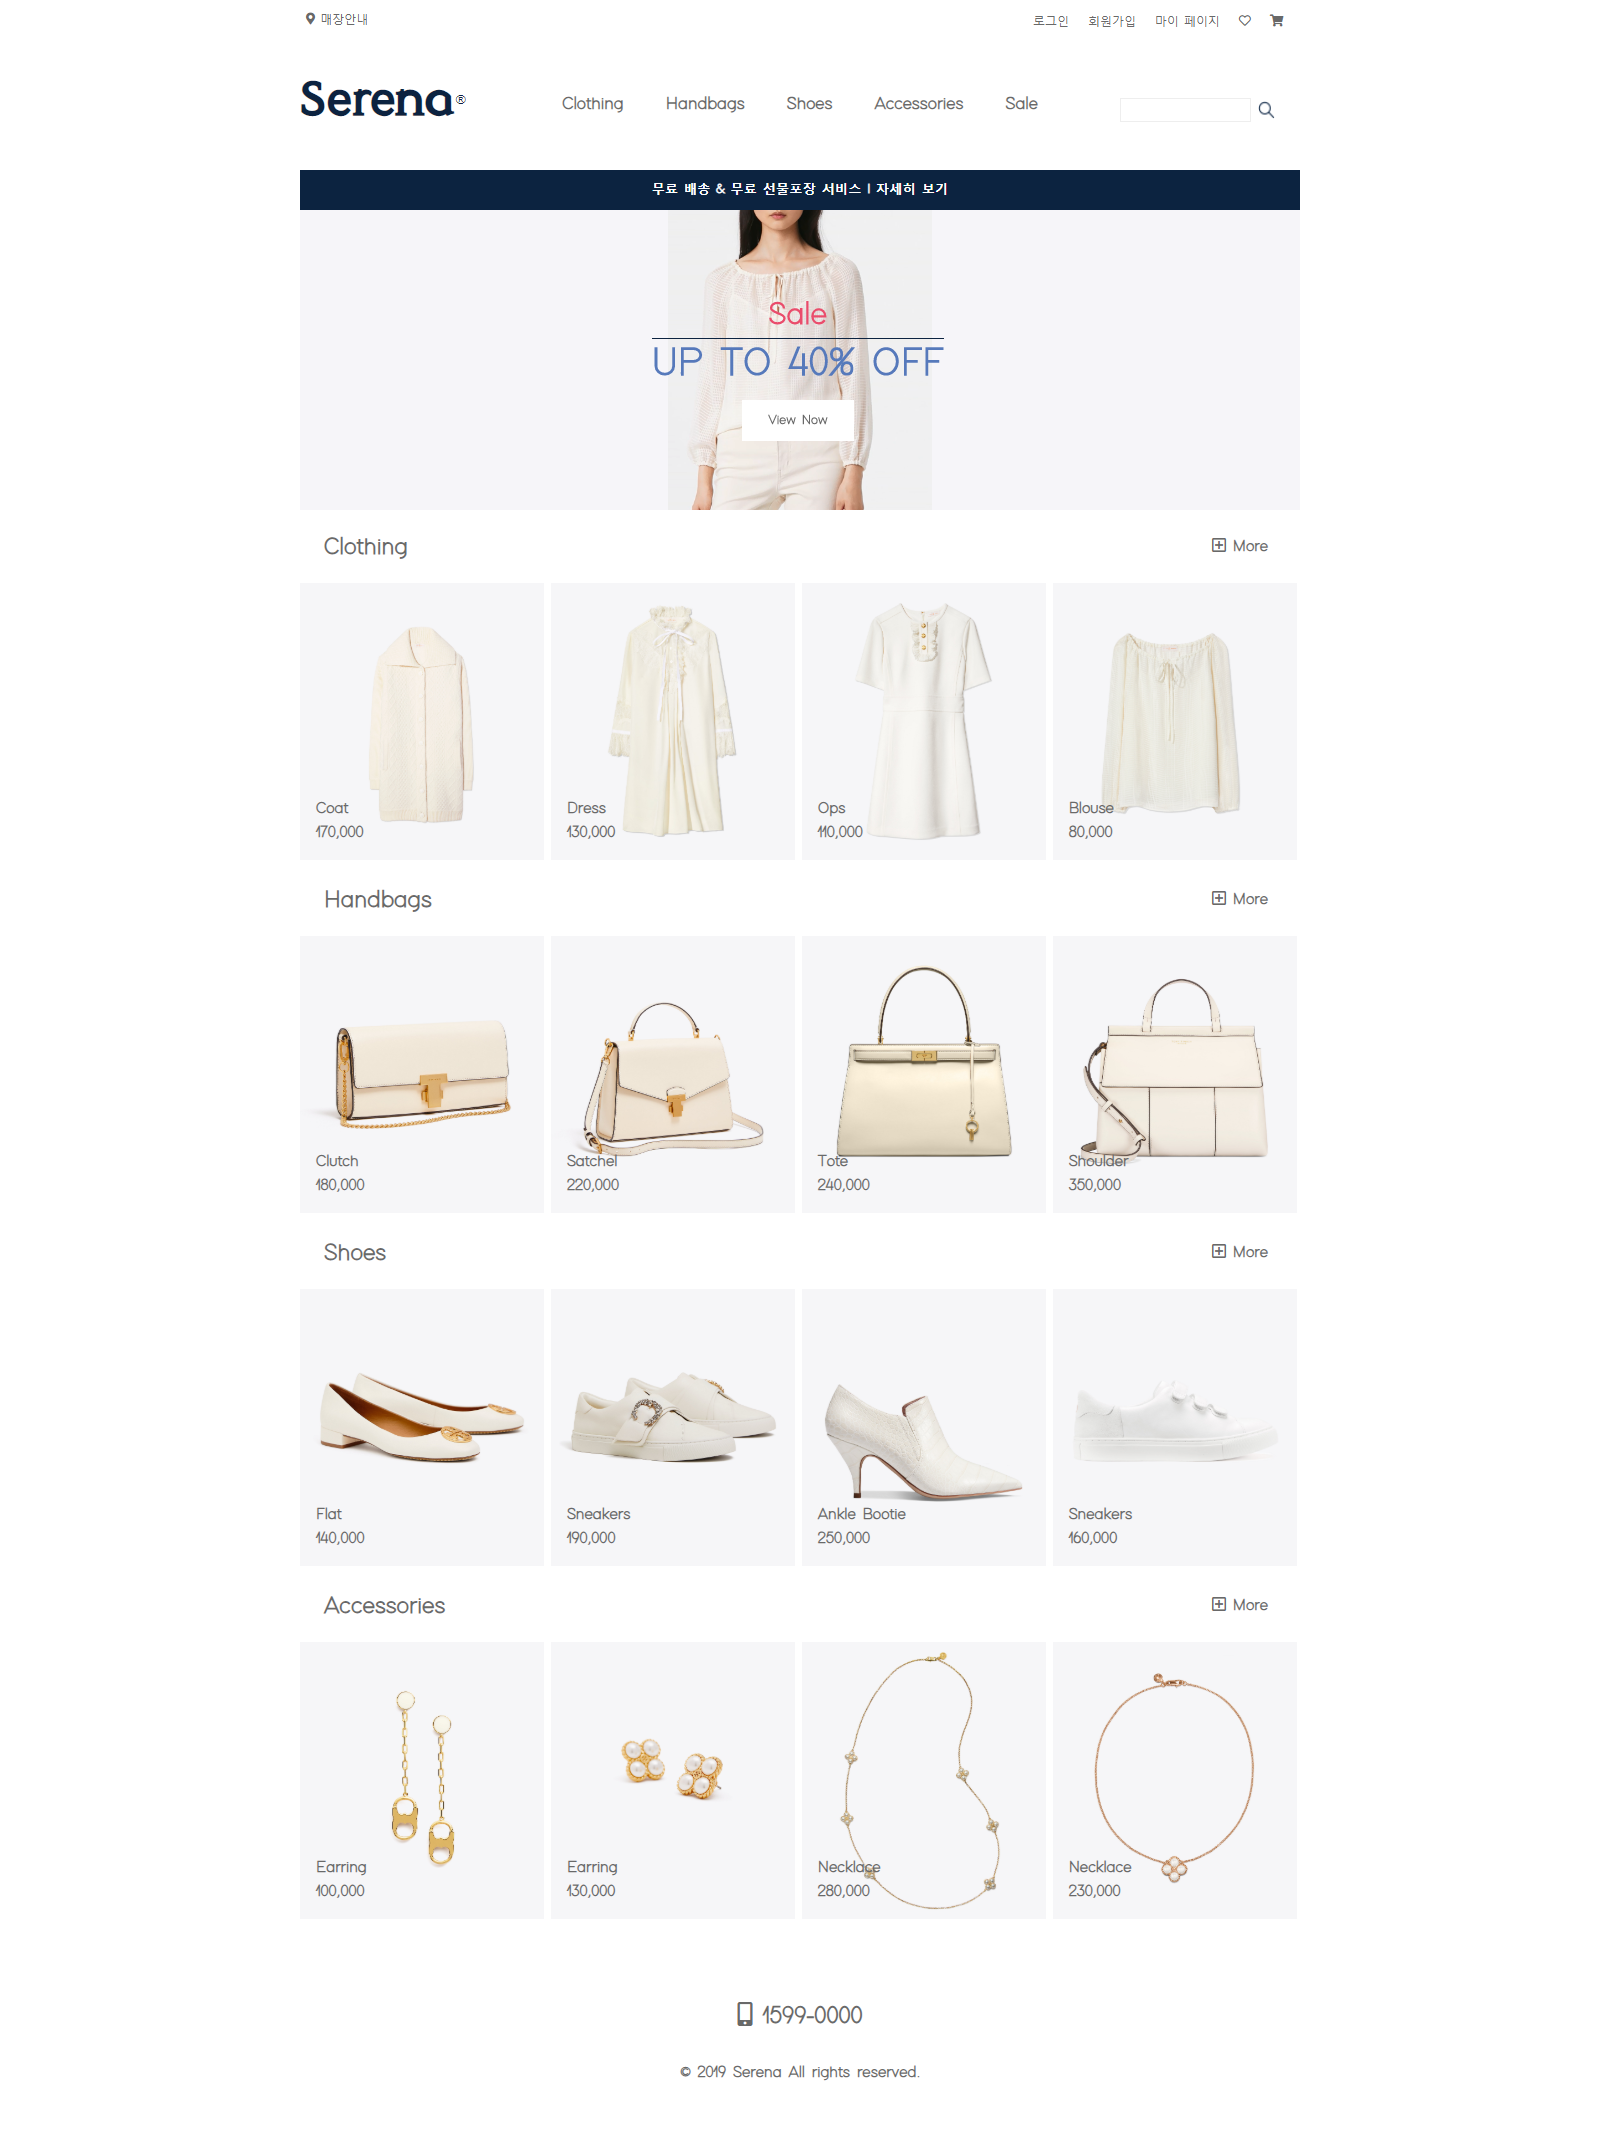 매장안내
로그인 회원가입 마이 페이지
Serena®
Clothing Handbags Shoes Accessories Sale
무료 배송 & 무료 선물포장 서비스 | 자세히 보기
Sale
UP TO 40% OFF
View Now
Clothing More
Coat Dress Ops Blouse
170,000 130,000 110,000 80,000
Handbags More
Clutch Satchel Tote Shoulder
180,000 220,000 240,000 350,000
Shoes More
Flat Sneakers Ankle Bootie Sneakers
140,000 190,000 250,000 160,000
Accessories More
Earring Earring Necklace Necklace
100,000 130,000 280,000 230,000
1599-0000
© 2019 Serena All rights reserved.